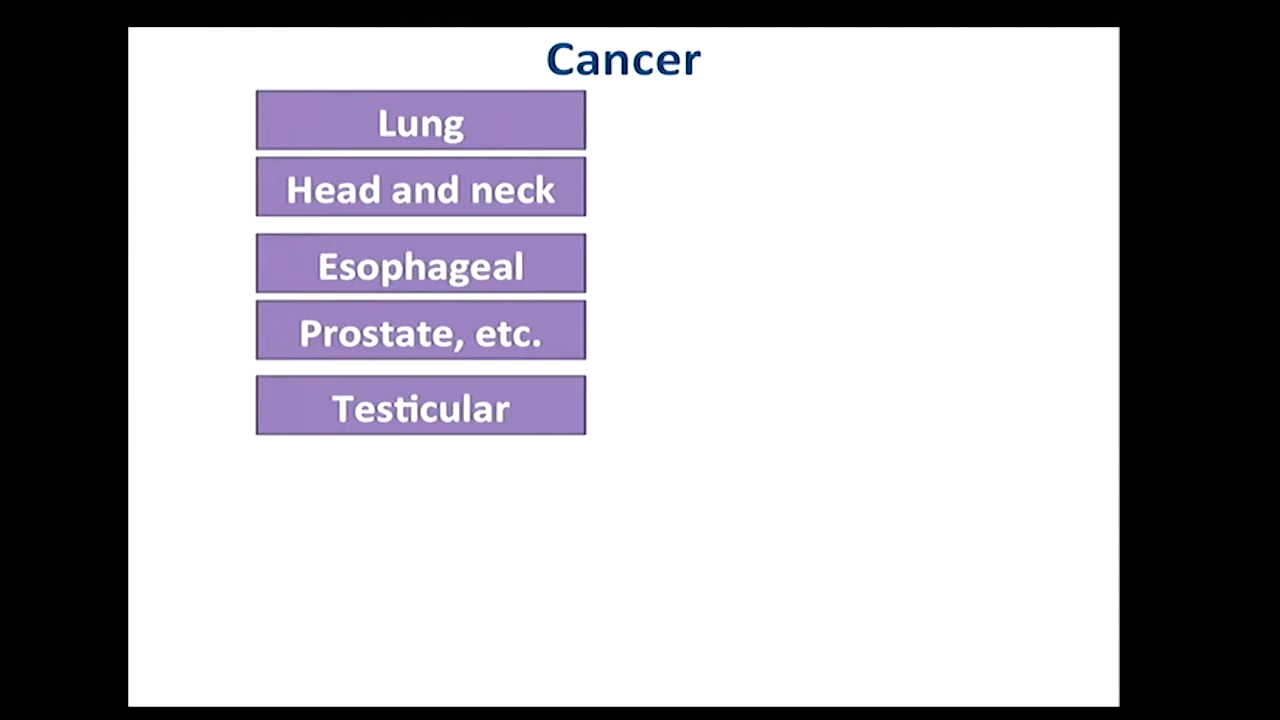 Cancer
Lung
Head and neck
Esophageal
Prostate, etc.
Testicular